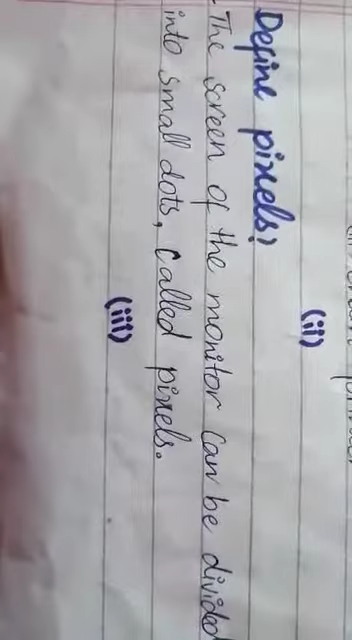 (ii)
Define pixels?
The screen of the monitor can be divided
into small dots, called pixels.
(iii)